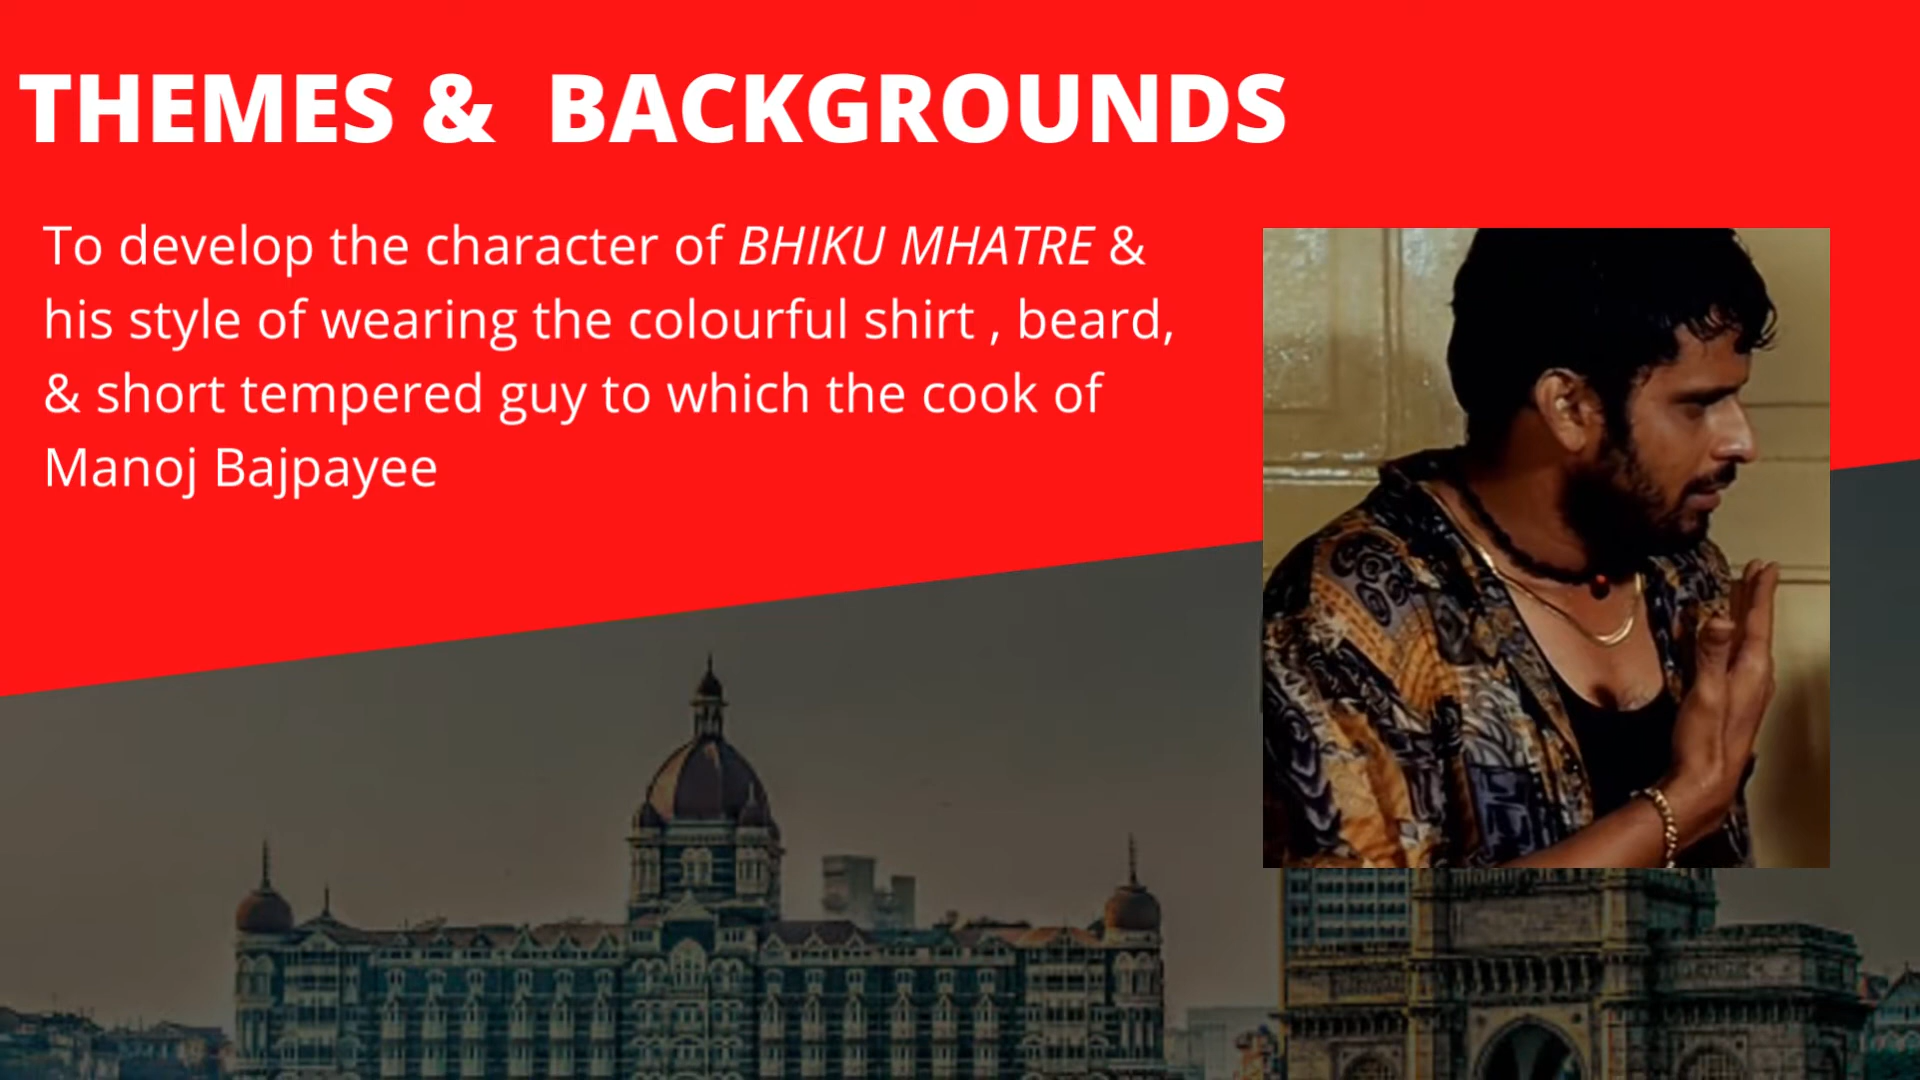 THEMES &  BACKGROUNDS
To develop the character of BHIKU MHATRE &
his style of wearing the colourful shirt , beard,
& short tempered guy to which the cook of
Manoj Bajpayee